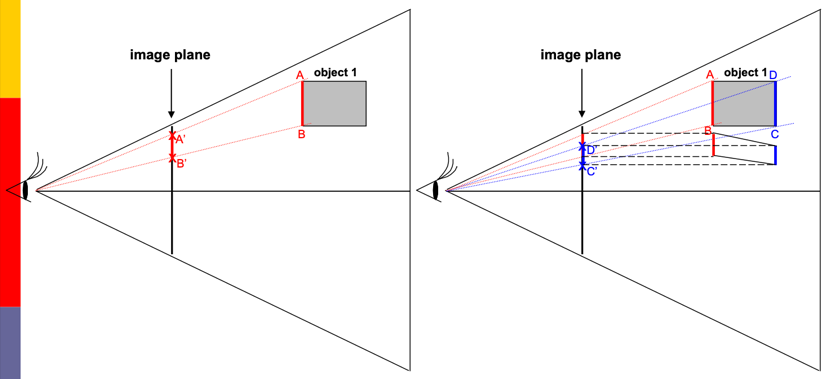 image plane
object 1
A
B
A'
B'
image plane
object 1
A
D
B
C
D'
C'